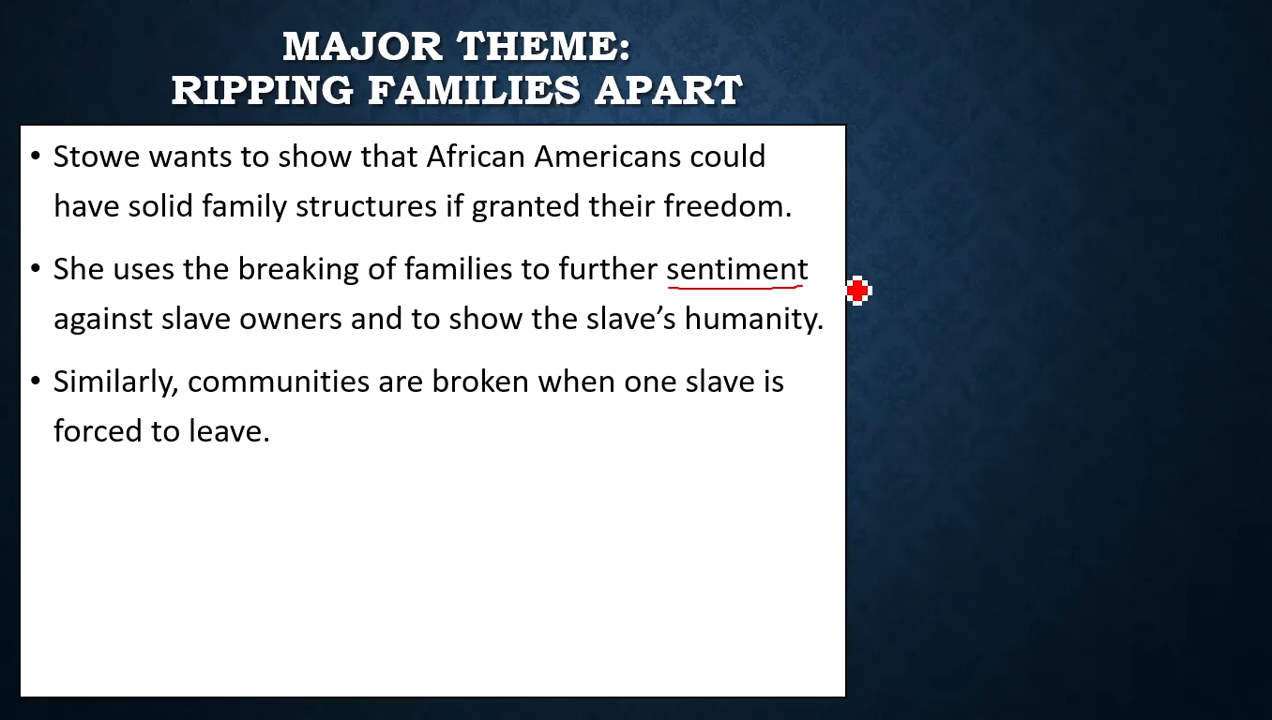 MAJOR THEME:
RIPPING FAMILIES APART
• Stowe wants to show that African Americans could
have solid family structures if granted their freedom.
• She uses the breaking of families to further sentiment
against slave owners and to show the slave’s humanity.
• Similarly, communities are broken when one slave is
forced to leave.